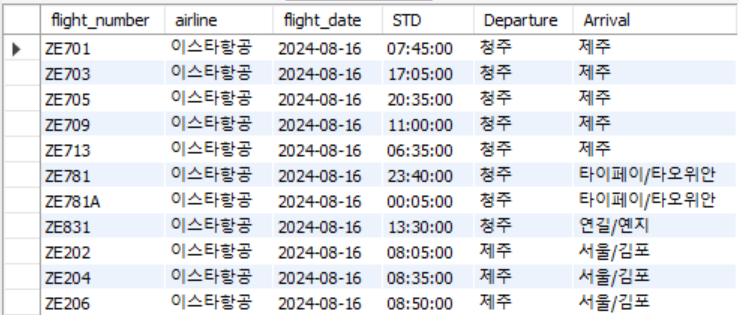 flight_number airline flight_date STD Departure Arrival
ZE701 이스타항공 2024-08-16 07:45:00 청주 제주
ZE703 이스타항공 2024-08-16 17:05:00 청주 제주
ZE705 이스타항공 2024-08-16 20:35:00 청주 제주
ZE709 이스타항공 2024-08-16 11:00:00 청주 제주
ZE713 이스타항공 2024-08-16 06:35:00 청주 제주
ZE781 이스타항공 2024-08-16 23:40:00 청주 타이페이/타오위안
ZE781A 이스타항공 2024-08-16 00:05:00 청주 타이페이/타오위안
ZE831 이스타항공 2024-08-16 13:30:00 청주 연길/옌지
ZE202 이스타항공 2024-08-16 08:05:00 제주 서울/김포
ZE204 이스타항공 2024-08-16 08:35:00 제주 서울/김포
ZE206 이스타항공 2024-08-16 08:50:00 제주 서울/김포